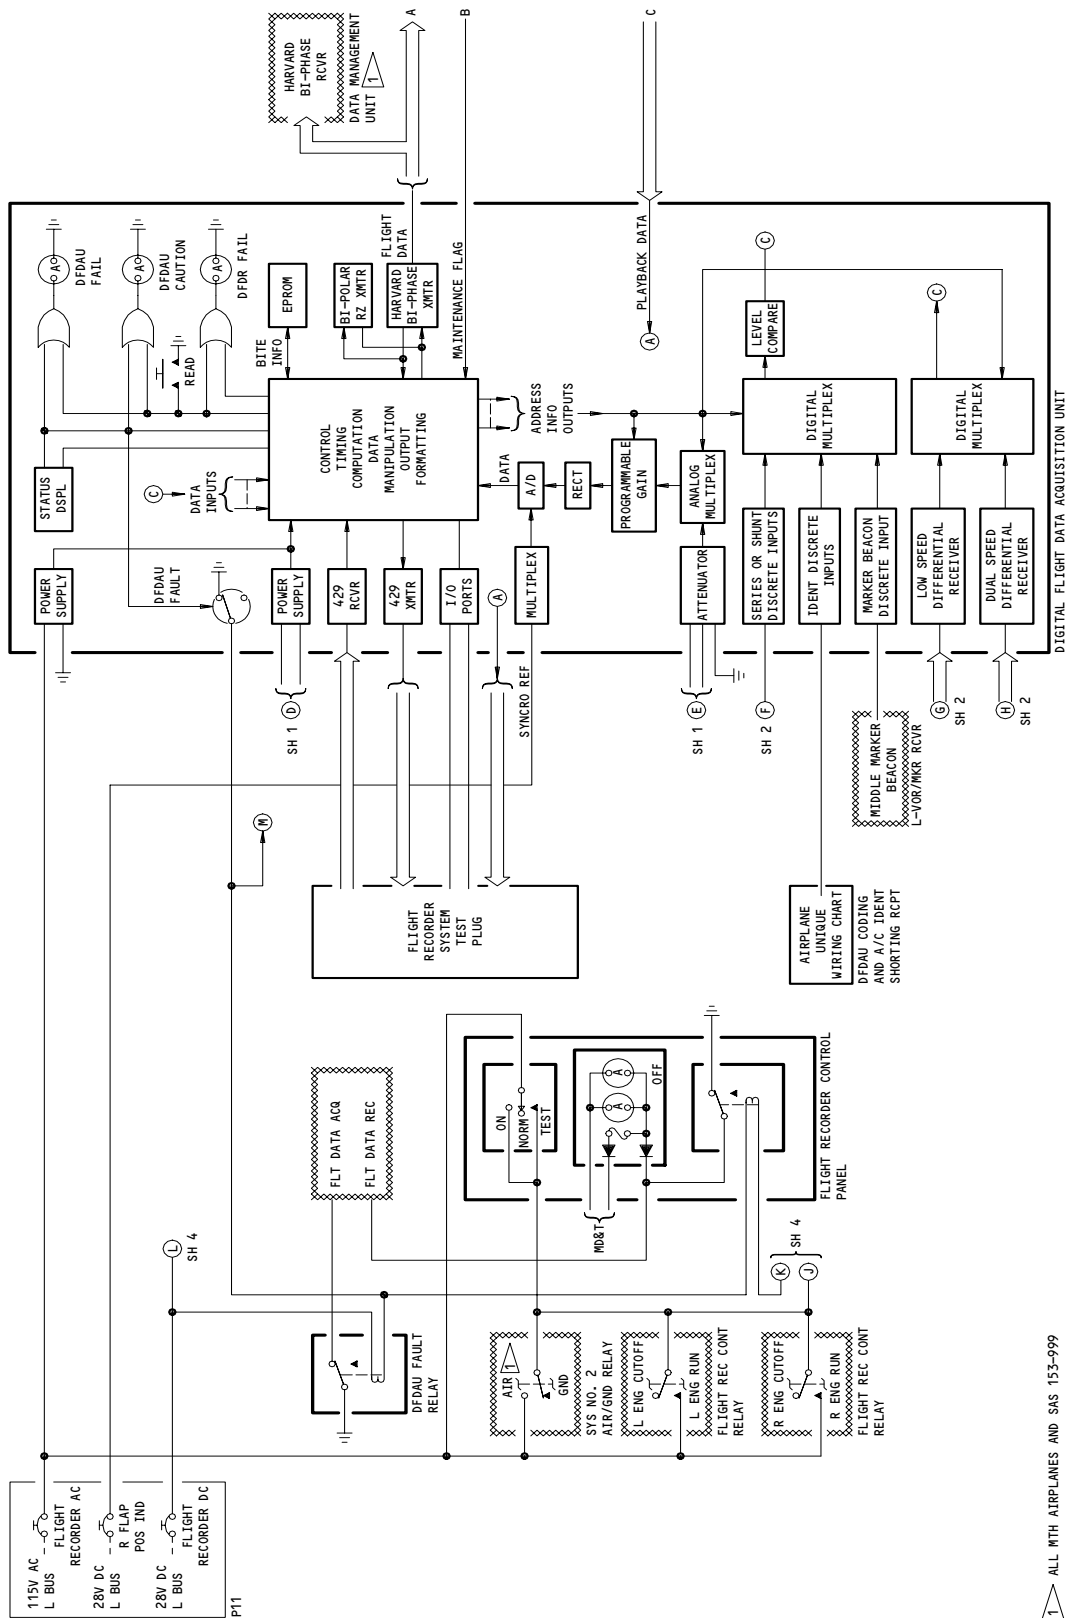 115V AC
L BUS
FLIGHT
RECORDER AC
28V DC
L BUS
R FLAP
POS IND
28V DC
L BUS
FLIGHT
RECORDER DC
P11
L
SH 4
DFDAU FAULT
RELAY
FLT DATA ACQ
FLT DATA REC
AIR
1
GND
SYS NO. 2
AIR/GND RELAY
L ENG CUTOFF
L ENG RUN
FLIGHT REC CONT
RELAY
R ENG CUTOFF
R ENG RUN
FLIGHT REC CONT
RELAY
K
J
SH 4
MD&T
ON
NORM
TEST
A
A
OFF
FLIGHT RECORDER CONTROL
PANEL
M
FLIGHT
RECORDER
SYSTEM
TEST
PLUG
AIRPLANE
UNIQUE
WIRING CHART
DFDAU CODING
AND A/C IDENT
SHORTING RCPT
MIDDLE MARKER
BEACON
L-VOR/MKR RCVR
SH 1
D
A
SYNCRO REF
SH 1
E
SH 2
F
G
SH 2
H
SH 2
POWER
SUPPLY
DFDAU
FAULT
POWER
SUPPLY
429
RCVR
429
XMTR
I/O
PORTS
MULTIPLEX
ATTENUATOR
SERIES OR SHUNT
DISCRETE INPUTS
IDENT DISCRETE
INPUTS
MARKER BEACON
DISCRETE INPUT
LOW SPEED
DIFFERENTIAL
RECEIVER
DUAL SPEED
DIFFERENTIAL
RECEIVER
STATUS
DSPL
C
DATA
INPUTS
CONTROL
TIMING
COMPUTATION
DATA
MANIPULATION
OUTPUT
FORMATTING
DATA
A/D
RECT
PROGRAMMABLE
GAIN
ANALOG
MULTIPLEX
ADDRESS
INFO
OUTPUTS
DIGITAL
MULTIPLEX
DIGITAL
MULTIPLEX
LEVEL
COMPARE
C
C
READ
A
DFDAU
FAIL
A
DFDAU
CAUTION
A
DFDR FAIL
BITE
INFO
EPROM
BI-POLAR
RZ XMTR
HARVARD
BI-PHASE
XMTR
FLIGHT
DATA
MAINTENANCE FLAG
PLAYBACK DATA
A
DIGITAL FLIGHT DATA ACQUISITION UNIT
HARVARD
BI-PHASE
RCVR
DATA MANAGEMENT
UNIT
1
A
B
C
1
ALL MTH AIRPLANES AND SAS 153-999